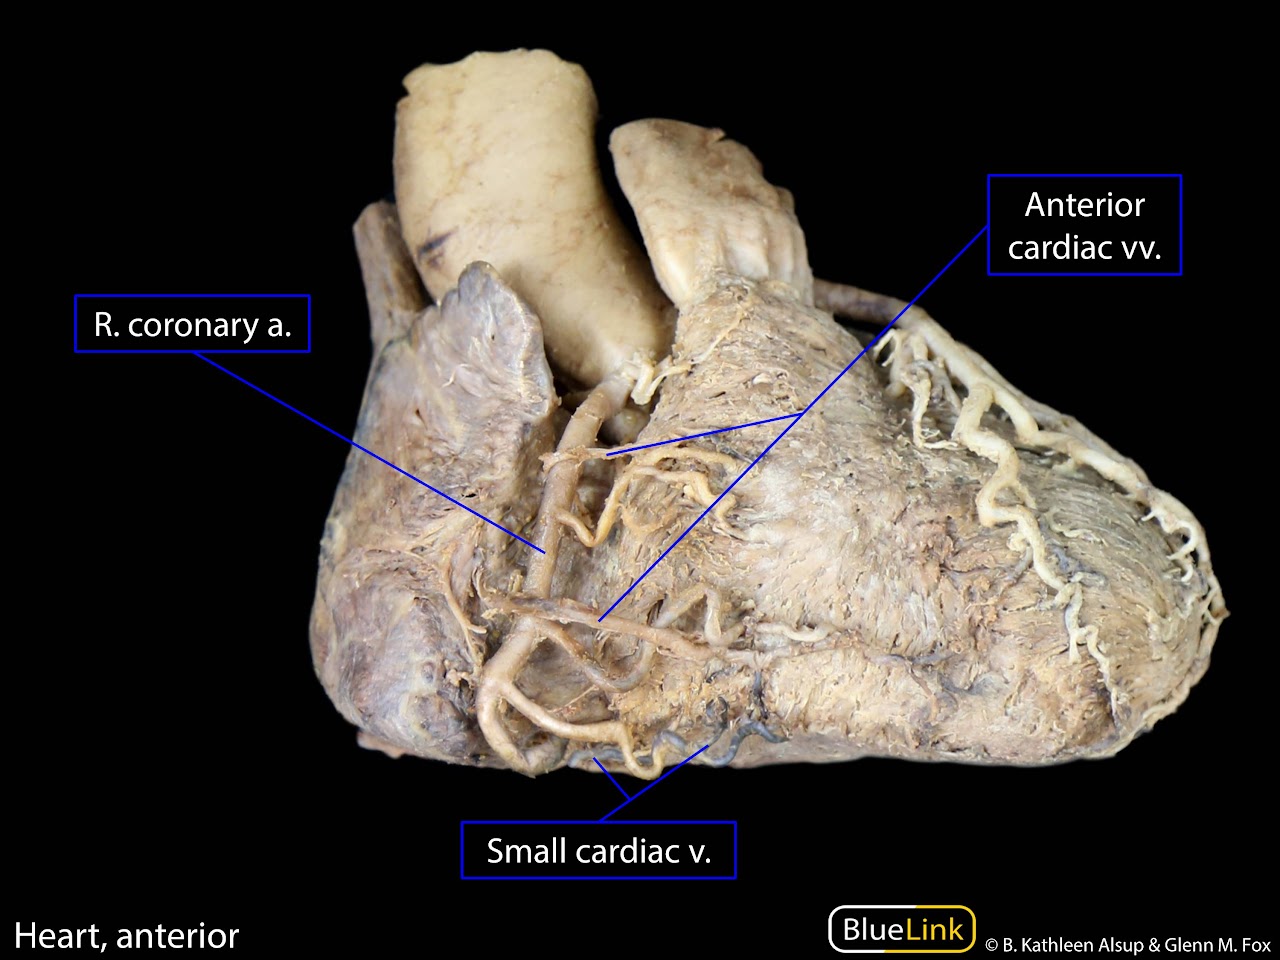 Anterior
cardiac vv.
R. coronary a.
Small cardiac v.
Heart, anterior
BlueLink
© B. Kathleen Alsup & Glenn M. Fox